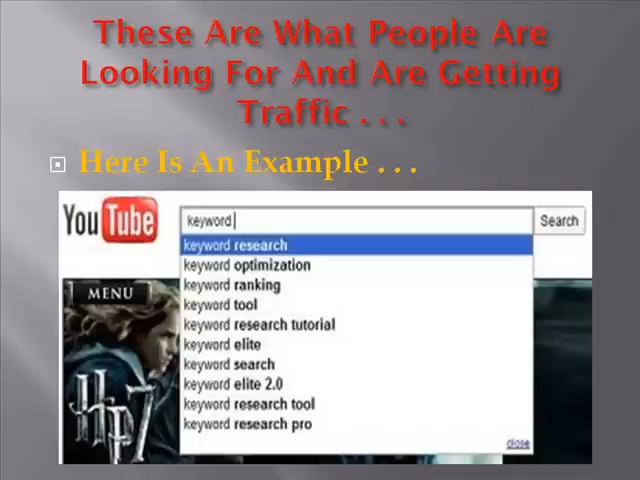 These Are What People Are
Looking For And Are Getting
Traffic . . .
Here Is An Example . . .
YouTube
keyword
Search
keyword research
keyword optimization
keyword ranking
keyword tool
keyword research tutorial
keyword elite
keyword search
keyword elite 2.0
keyword research tool
keyword research pro
close
MENU
HP7